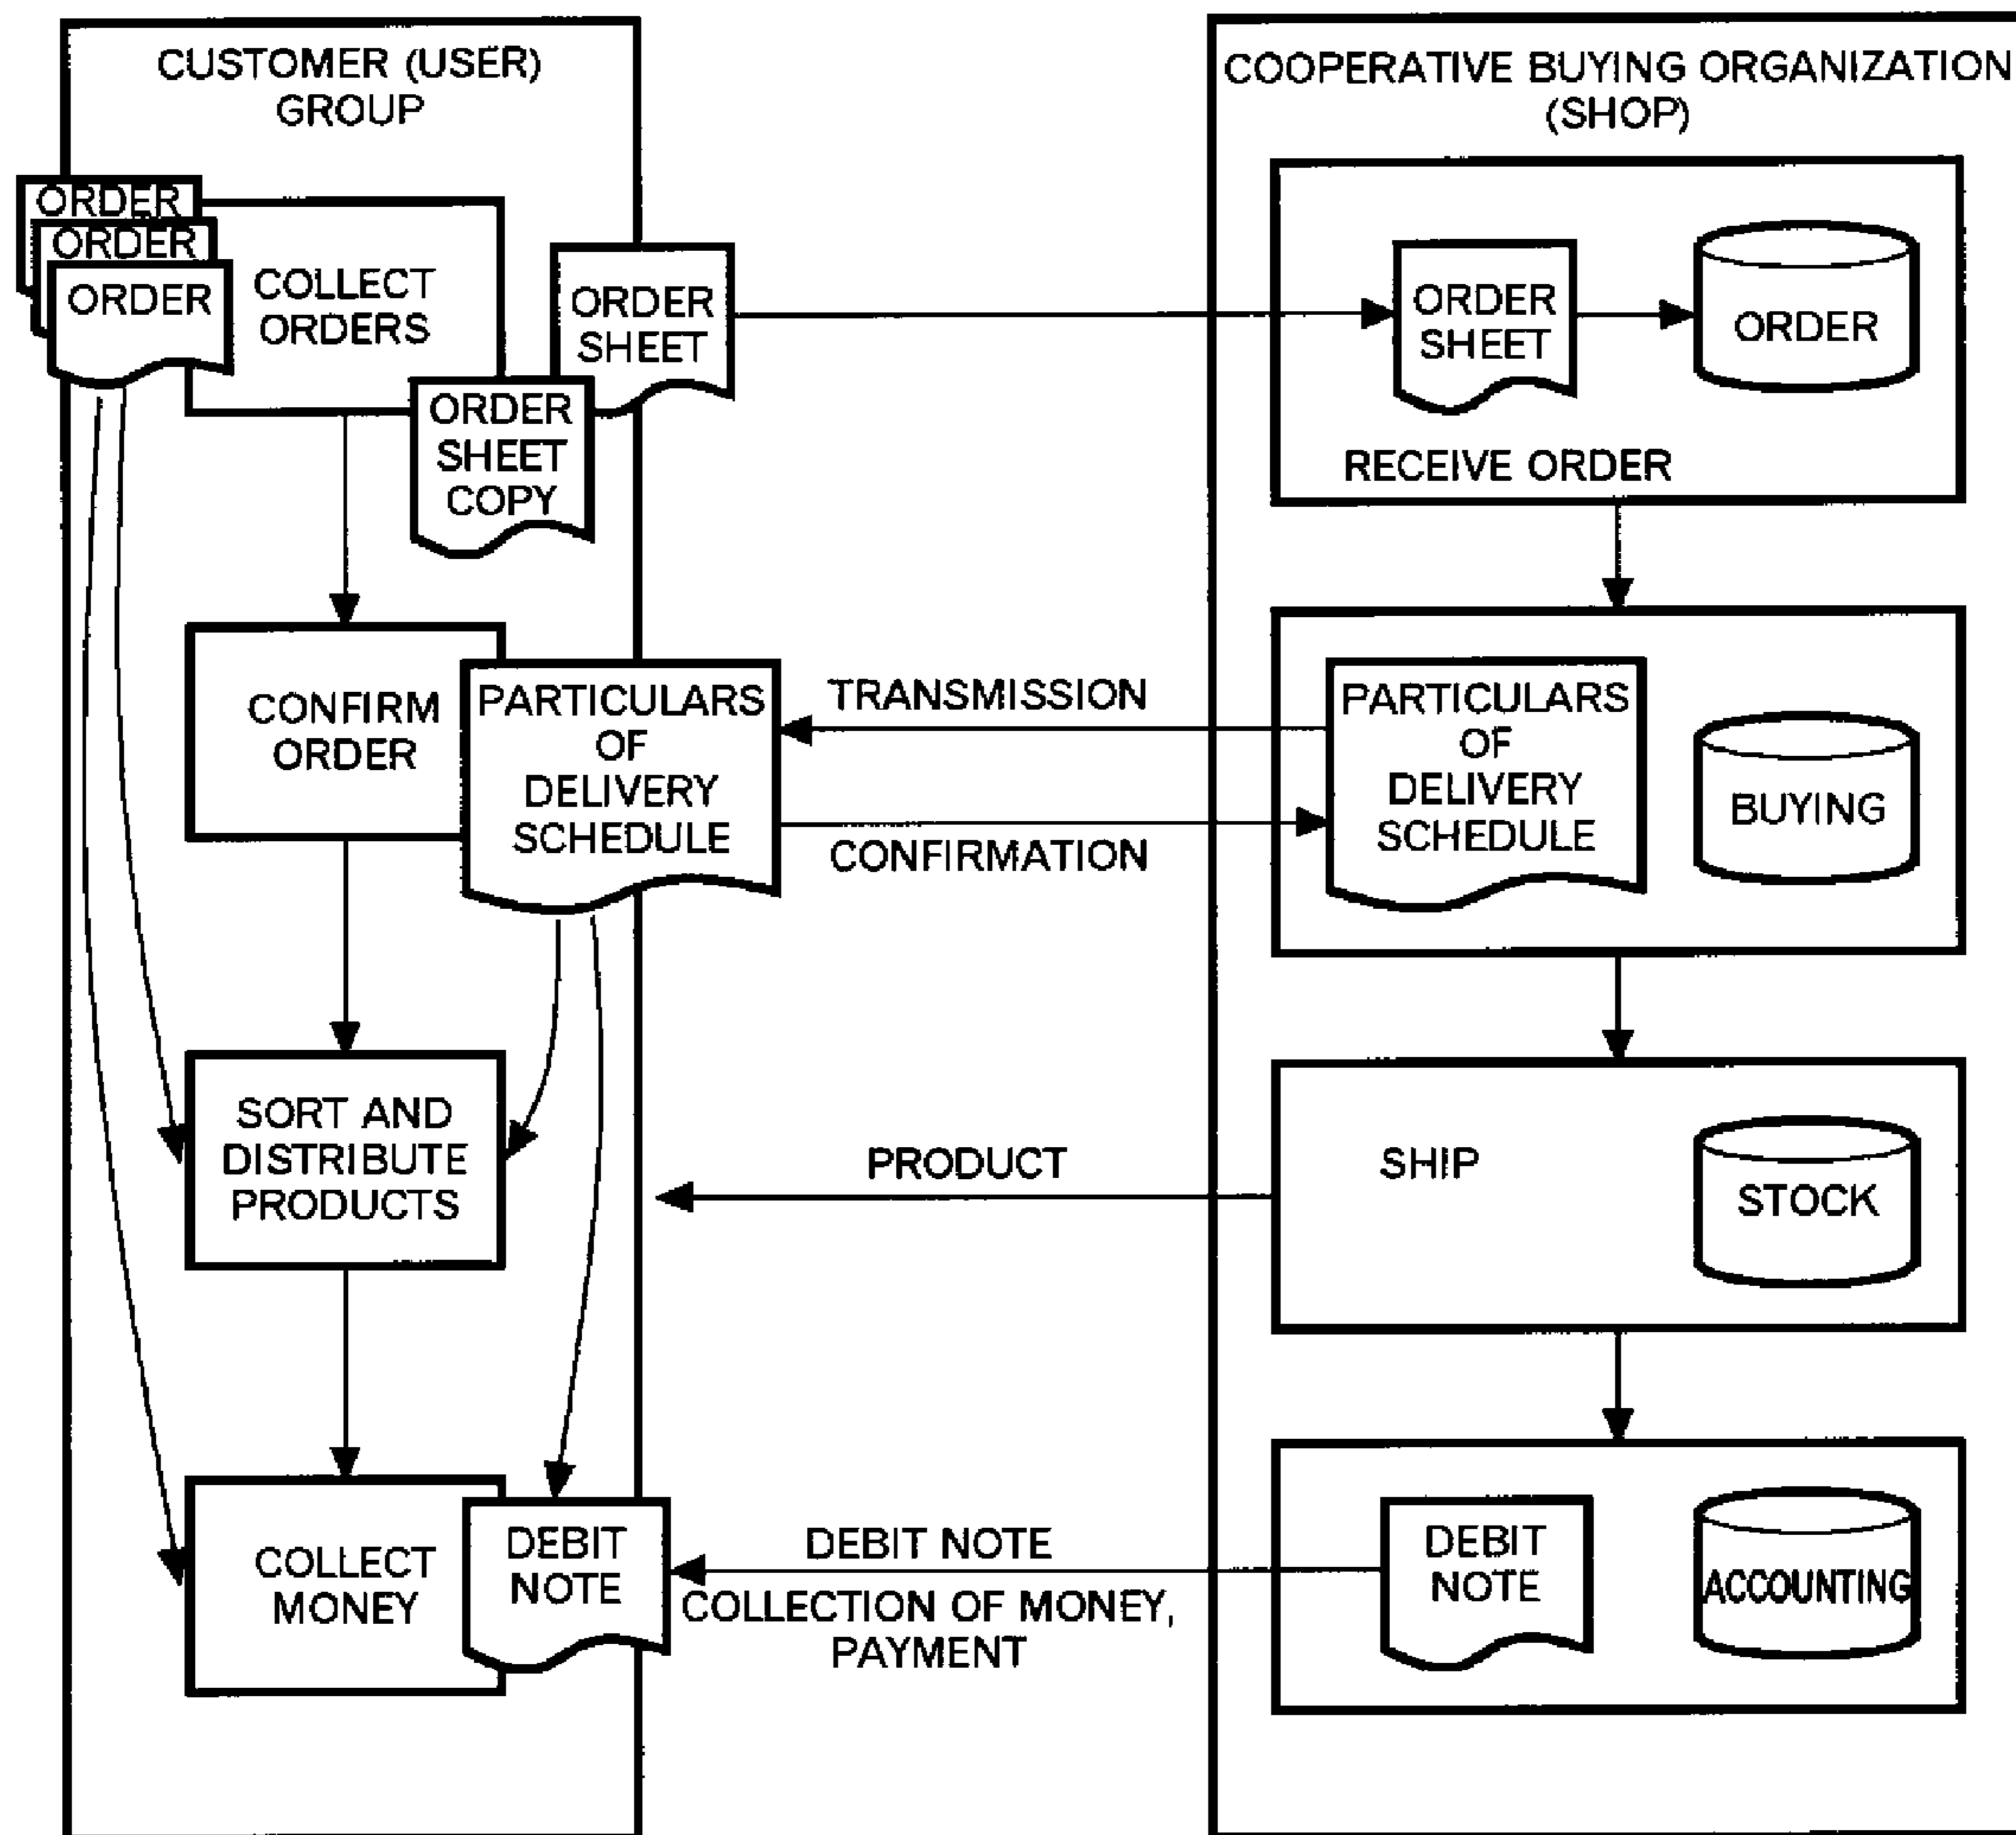 CUSTOMER (USER)
GROUP
ORDER
ORDER
ORDER
COLLECT
ORDERS
ORDER
SHEET
ORDER
SHEET
COPY
CONFIRM
ORDER
PARTICULARS
OF
DELIVERY
SCHEDULE
SORT AND
DISTRIBUTE
PRODUCTS
COLLECT
MONEY
DEBIT
NOTE
TRANSMISSION
CONFIRMATION
PRODUCT
DEBIT NOTE
COLLECTION OF MONEY,
PAYMENT
COOPERATIVE BUYING ORGANIZATION
(SHOP)
ORDER
SHEET
ORDER
RECEIVE ORDER
PARTICULARS
OF
DELIVERY
SCHEDULE
BUYING
SHIP
STOCK
DEBIT
NOTE
ACCOUNTING